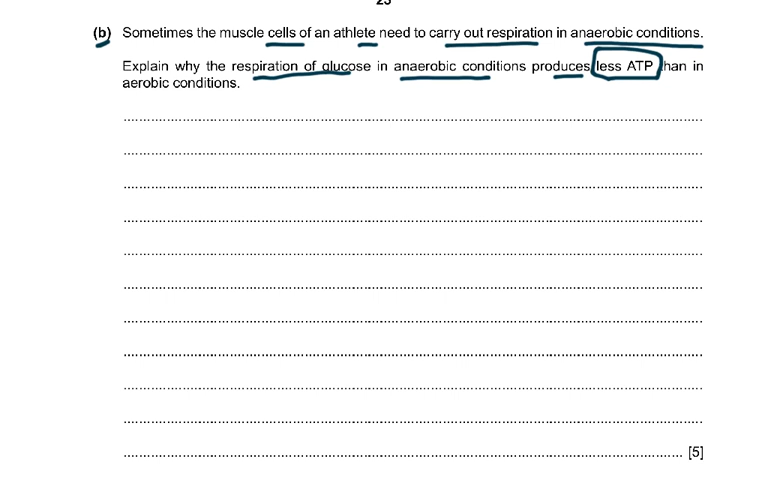 (b) Sometimes the muscle cells of an athlete need to carry out respiration in anaerobic conditions.
Explain why the respiration of glucose in anaerobic conditions produces less ATP than in
aerobic conditions.
[5]